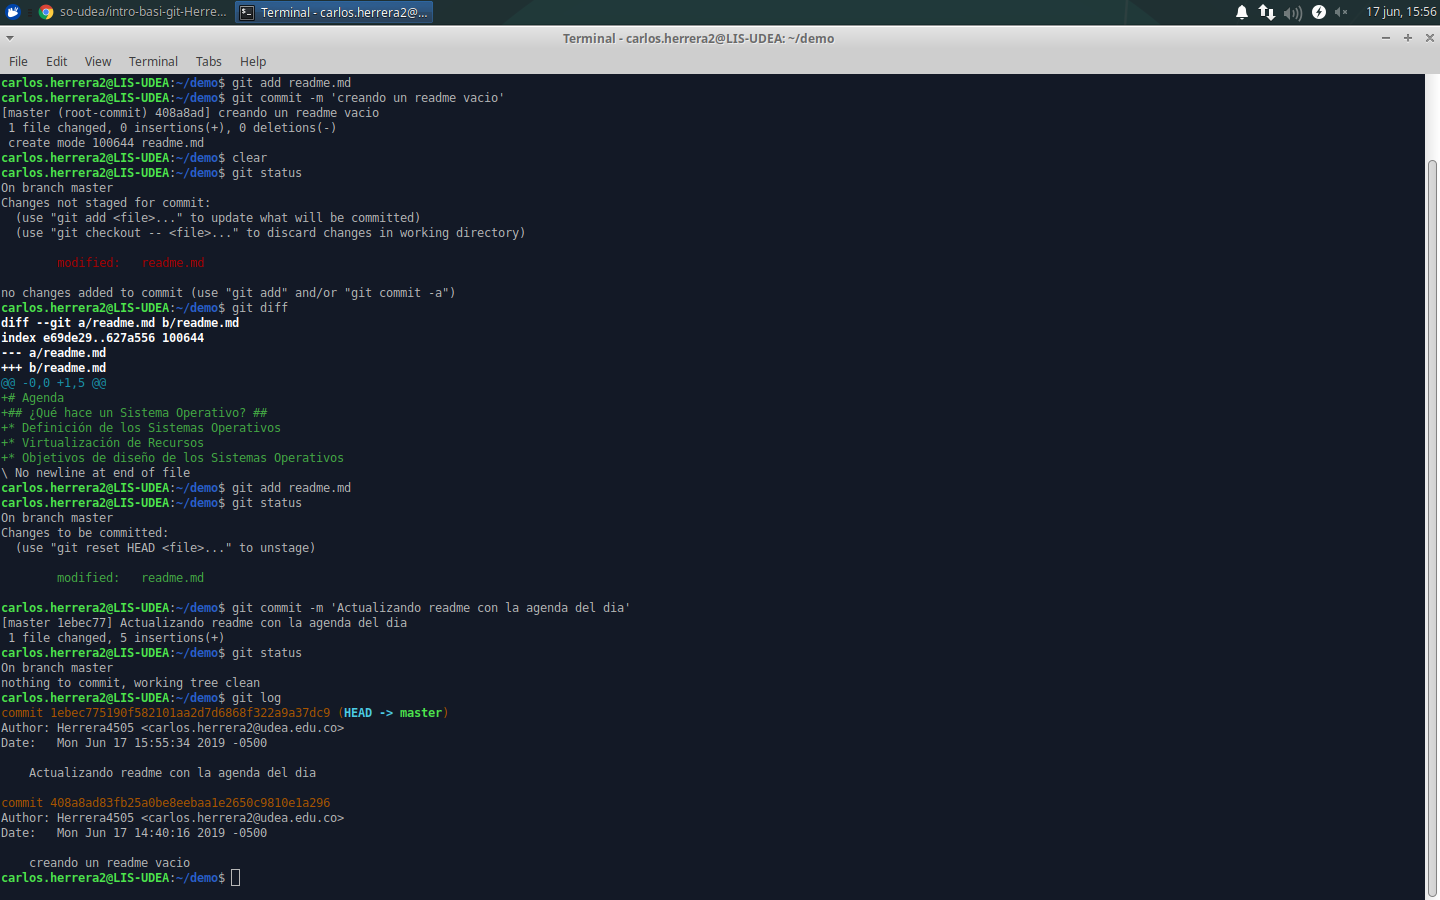 so-udea/intro-basi-git-Herre...
Terminal - carlos.herrera2@...
17 jun, 15:56
Terminal - carlos.herrera2@LIS-UDEA: ~/demo
File Edit View Terminal Tabs Help
carlos.herrera2@LIS-UDEA:~/demo$ git add readme.md
carlos.herrera2@LIS-UDEA:~/demo$ git commit -m 'creando un readme vacio'
[master (root-commit) 408a8ad] creando un readme vacio
 1 file changed, 0 insertions(+), 0 deletions(-)
 create mode 100644 readme.md
carlos.herrera2@LIS-UDEA:~/demo$ clear
carlos.herrera2@LIS-UDEA:~/demo$ git status
On branch master
Changes not staged for commit:
  (use "git add <file>..." to update what will be committed)
  (use "git checkout -- <file>..." to discard changes in working directory)
        modified:   readme.md
no changes added to commit (use "git add" and/or "git commit -a")
carlos.herrera2@LIS-UDEA:~/demo$ git diff
diff --git a/readme.md b/readme.md
index e69de29..627a556 100644
--- a/readme.md
+++ b/readme.md
@@ -0,0 +1,5 @@
+# Agenda
+## ¿Qué hace un Sistema Operativo? ##
+* Definición de los Sistemas Operativos
+* Virtualización de Recursos
+* Objetivos de diseño de los Sistemas Operativos
\ No newline at end of file
carlos.herrera2@LIS-UDEA:~/demo$ git add readme.md
carlos.herrera2@LIS-UDEA:~/demo$ git status
On branch master
Changes to be committed:
  (use "git reset HEAD <file>..." to unstage)
        modified:   readme.md
carlos.herrera2@LIS-UDEA:~/demo$ git commit -m 'Actualizando readme con la agenda del dia'
[master 1ebec77] Actualizando readme con la agenda del dia
 1 file changed, 5 insertions(+)
carlos.herrera2@LIS-UDEA:~/demo$ git status
On branch master
nothing to commit, working tree clean
carlos.herrera2@LIS-UDEA:~/demo$ git log
commit 1ebec775190f582101aa2d7d6868f322a9a37dc9 (HEAD -> master)
Author: Herrera4505 <carlos.herrera2@udea.edu.co>
Date:   Mon Jun 17 15:55:34 2019 -0500
    Actualizando readme con la agenda del dia
commit 408a8ad83fb25a0be8eebaa1e2650c9810e1a296
Author: Herrera4505 <carlos.herrera2@udea.edu.co>
Date:   Mon Jun 17 14:40:16 2019 -0500
    creando un readme vacio
carlos.herrera2@LIS-UDEA:~/demo$